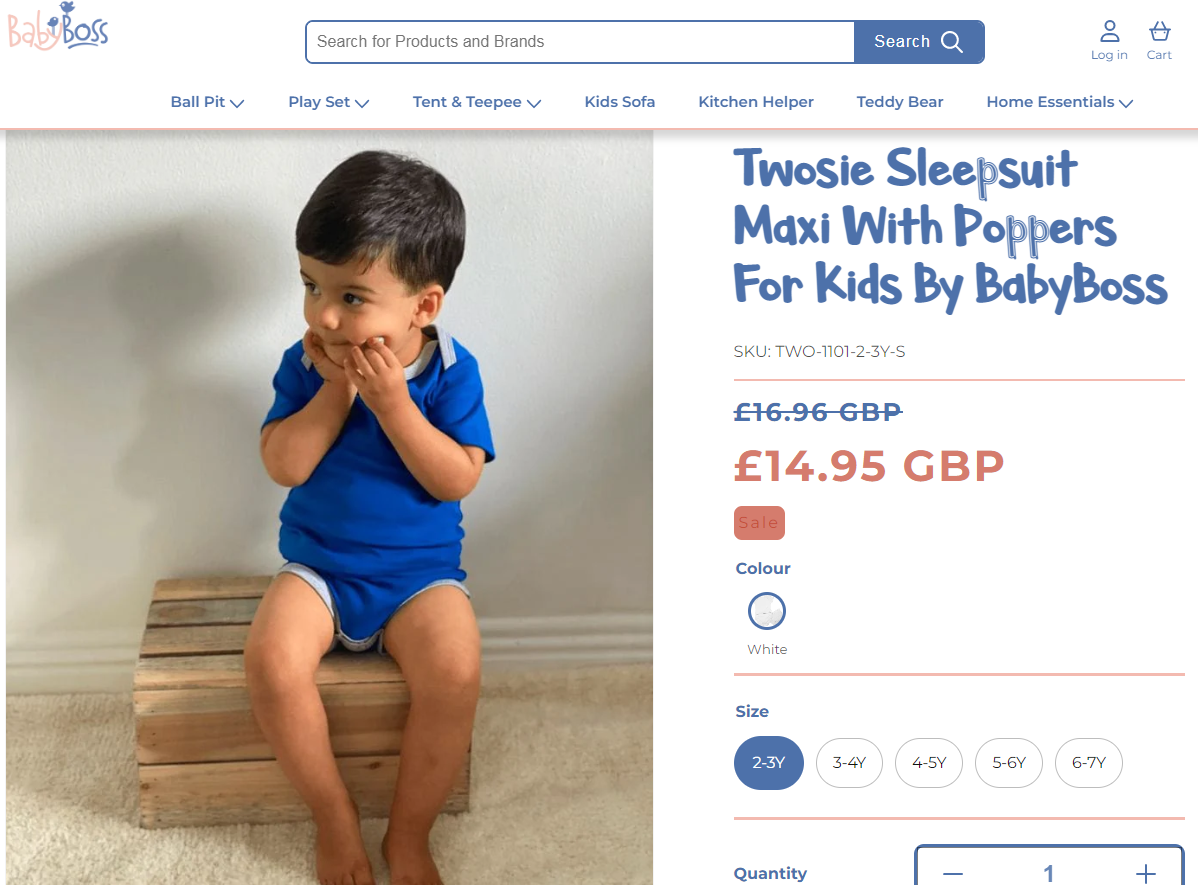 BabyBoss
Search for Products and Brands
Search
Log in
Cart
Ball Pit
Play Set
Tent & Teepee
Kids Sofa
Kitchen Helper
Teddy Bear
Home Essentials
Twosie Sleepsuit
Maxi With Poppers
For Kids By BabyBoss
SKU: TWO-1101-2-3Y-S
£16.96 GBP
£14.95 GBP
Sale
Colour
White
Size
2-3Y
3-4Y
4-5Y
5-6Y
6-7Y
Quantity
1